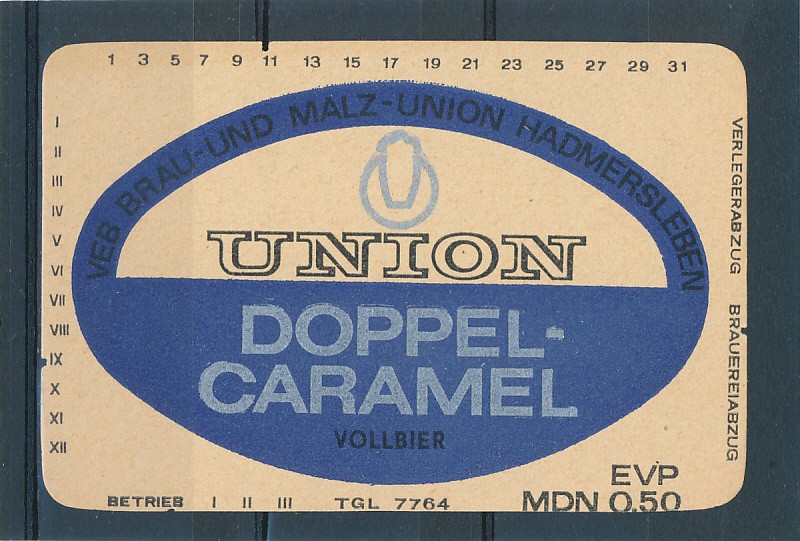 1 3 5 7 9 11 13 15 17 19 21 23 25 27 29 31
I
II
III
IV
V
VI
VII
VIII
IX
X
XI
XII
VEB BRAU-UND MALZ-UNION HADMERSLEBEN
UNION
DOPPEL-
CARAMEL
VOLLBIER
VERLEGERABZUG BRAUEREIABZUG
EVP
MDN 0,50
BETRIEB I II III TGL 7764